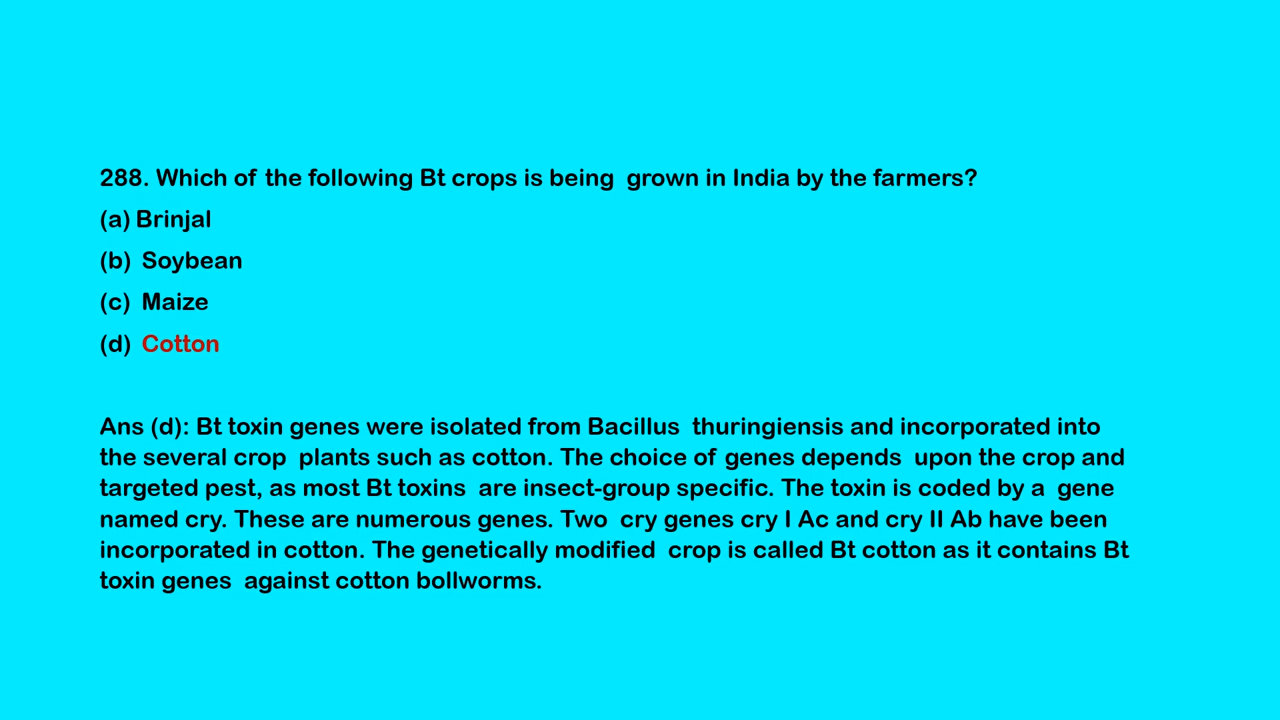 288. Which of the following Bt crops is being grown in India by the farmers?
(a) Brinjal
(b) Soybean
(c) Maize
(d) Cotton
Ans (d): Bt toxin genes were isolated from Bacillus thuringiensis and incorporated into
the several crop plants such as cotton. The choice of genes depends upon the crop and
targeted pest, as most Bt toxins are insect-group specific. The toxin is coded by a gene
named cry. These are numerous genes. Two cry genes cry I Ac and cry II Ab have been
incorporated in cotton. The genetically modified crop is called Bt cotton as it contains Bt
toxin genes against cotton bollworms.